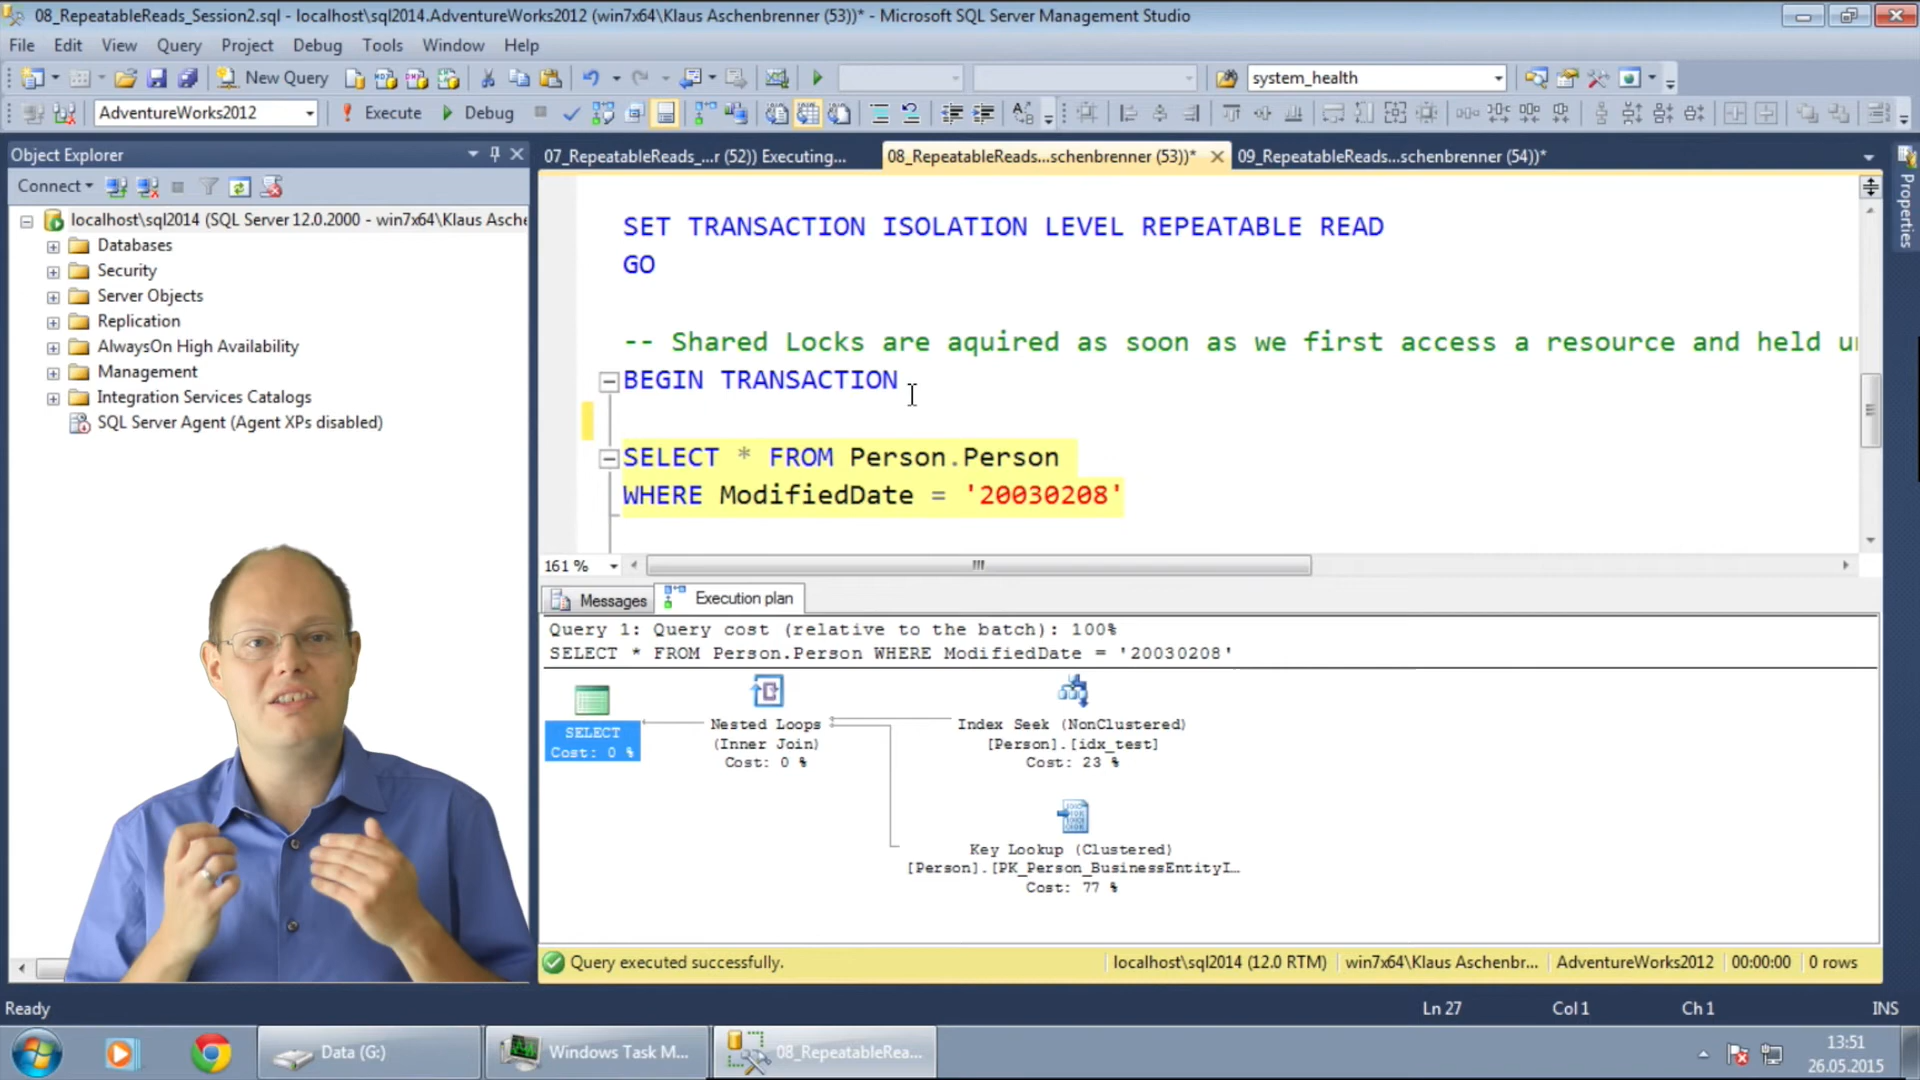 08_RepeatableReads_Session2.sql - localhost\sql2014.AdventureWorks2012 (win7x64\Klaus Aschenbrenner (53))* - Microsoft SQL Server Management Studio
File Edit View Query Project Debug Tools Window Help
New Query system_health
AdventureWorks2012 Execute Debug
Object Explorer
07_RepeatableReads_...r (52)) Executing... 08_RepeatableReads...schenbrenner (53))* 09_RepeatableReads...schenbrenner (54))*
Properties
Connect
localhost\sql2014 (SQL Server 12.0.2000 - win7x64\Klaus Asche
Databases
Security
Server Objects
Replication
AlwaysOn High Availability
Management
Integration Services Catalogs
SQL Server Agent (Agent XPs disabled)
SET TRANSACTION ISOLATION LEVEL REPEATABLE READ
GO
-- Shared Locks are aquired as soon as we first access a resource and held u
BEGIN TRANSACTION
SELECT * FROM Person.Person
WHERE ModifiedDate = '20030208'
161 %
Messages Execution plan
Query 1: Query cost (relative to the batch): 100%
SELECT * FROM Person.Person WHERE ModifiedDate = '20030208'
SELECT
Cost: 0 %
Nested Loops
(Inner Join)
Cost: 0 %
Index Seek (NonClustered)
[Person].[idx_test]
Cost: 23 %
Key Lookup (Clustered)
[Person].[PK_Person_BusinessEntityI...
Cost: 77 %
Query executed successfully. localhost\sql2014 (12.0 RTM) win7x64\Klaus Aschenbr... AdventureWorks2012 00:00:00 0 rows
Ready Ln 27 Col 1 Ch 1 INS
Data (G:) Windows Task M... 08_RepeatableRea...
13:51
26.05.2015